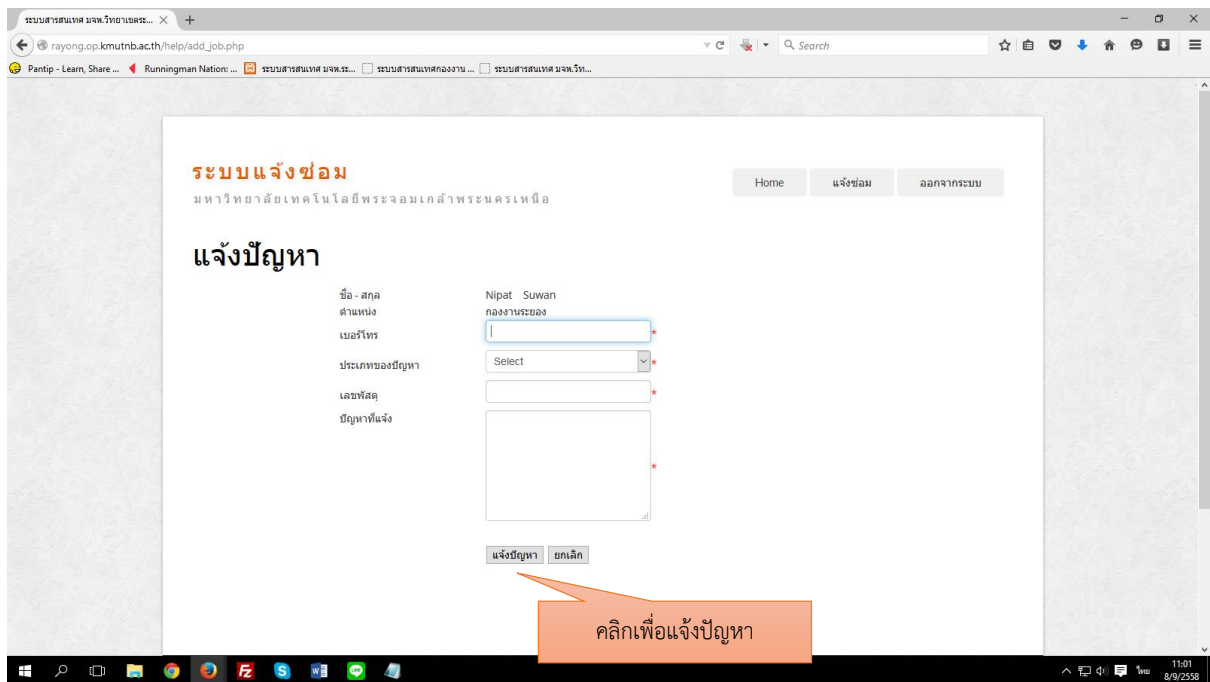 ระบบสารสนเทศ มจพ.วิทยาเขตระ...
rayong.op.kmutnb.ac.th/help/add_job.php
Search
Pantip - Learn, Share ... Runningman Nation: ... ระบบสารสนเทศ มจพ.ระ... ระบบสารสนเทศกองงาน ... ระบบสารสนเทศ มจพ.วิท...
ระบบแจ้งซ่อม
มหาวิทยาลัยเทคโนโลยีพระจอมเกล้าพระนครเหนือ
Home แจ้งซ่อม ออกจากระบบ
แจ้งปัญหา
ชื่อ - สกุล Nipat Suwan
ตำแหน่ง กองงานระยอง
เบอร์โทร *
ประเภทของปัญหา Select *
เลขพัสดุ *
ปัญหาที่แจ้ง *
แจ้งปัญหา ยกเลิก
คลิกเพื่อแจ้งปัญหา
ไทย 11:01
8/9/2558